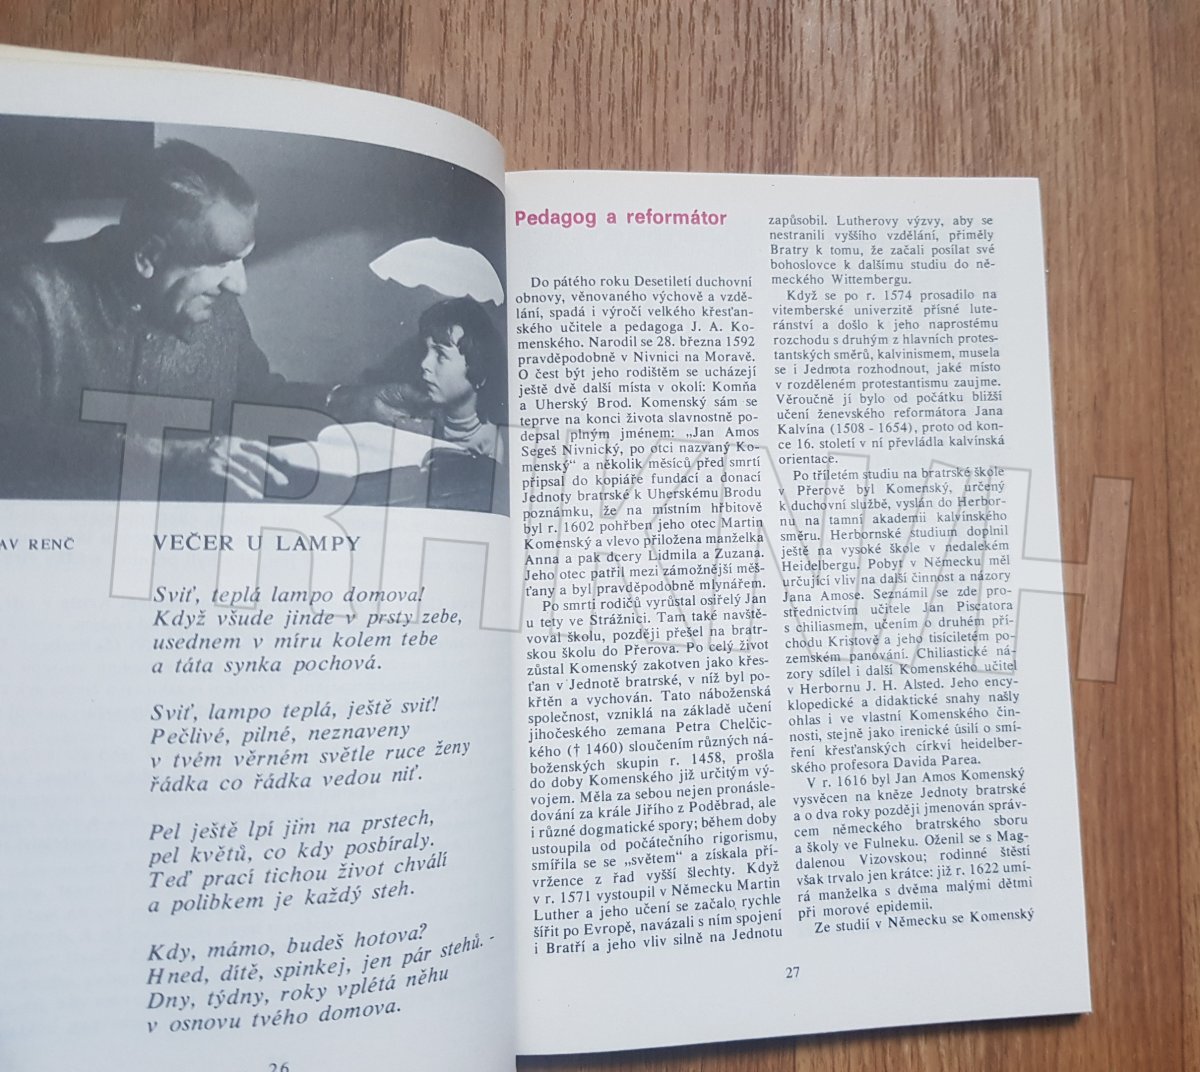 AV RENČ
VEČER U LAMPY
Sviť, teplá lampo domova!
Když všude jinde v prsty zebe,
usednem v míru kolem tebe
a táta synka pochová.
Sviť, lampo teplá, ještě sviť!
Pečlivé, pilné, neznaveny
v tvém věrném světle ruce ženy
řádka co řádka vedou niť.
Pel ještě lpí jim na prstech,
pel květů, co kdy posbíraly.
Teď prací tichou život chválí
a polibkem je každý steh.
Kdy, mámo, budeš hotova?
Hned, dítě, spinkej, jen pár stehů. -
Dny, týdny, roky vplétá něhu
v osnovu tvého domova.
26
Pedagog a reformátor
Do pátého roku Desetiletí duchovní
obnovy, věnovaného výchově a vzdě-
lání, spadá i výročí velkého křesťan-
ského učitele a pedagoga J. A. Ko-
menského. Narodil se 28. března 1592
pravděpodobně v Nivnici na Moravě.
O čest být jeho rodištěm se ucházejí
ještě dvě další místa v okolí: Komňa
a Uherský Brod. Komenský sám se
teprve na konci života slavnostně po-
depsal plným jménem: „Jan Amos
Segeš Nivnický, po otci nazvaný Ko-
menský“ a několik měsíců před smrtí
připsal do kopiáře fundací a donací
Jednoty bratrské k Uherskému Brodu
poznámku, že na místním hřbitově
byl r. 1602 pohřben jeho otec Martin
Komenský a vlevo přiložena manželka
Anna a pak dcery Lidmila a Zuzana.
Jeho otec patřil mezi zámožnější měš-
ťany a byl pravděpodobně mlynářem.
Po smrti rodičů vyrůstal osiřelý Jan
u tety ve Strážnici. Tam také navště-
voval školu, později přešel na bratr-
skou školu do Přerova. Po celý život
zůstal Komenský zakotven jako křes-
ťan v Jednotě bratrské, v níž byl po-
křtěn a vychován. Tato náboženská
společnost, vzniklá na základě učení
jihočeského zemana Petra Chelčic-
kého († 1460) sloučením různých ná-
boženských skupin r. 1458, prošla
do doby Komenského již určitým vý-
vojem. Měla za sebou nejen pronásle-
dování za krále Jiřího z Poděbrad, ale
i různé dogmatické spory; během doby
ustoupila od počátečního rigorismu,
smířila se se „světem“ a získala pří-
vržence z řad vyšší šlechty. Když
v r. 1571 vystoupil v Německu Martin
Luther a jeho učení se začalo rychle
šířit po Evropě, navázali s ním spojení
i Bratří a jeho vliv silně na Jednotu
zapůsobil. Lutherovy výzvy, aby se
nestranili vyššího vzdělání, přiměly
Bratry k tomu, že začali posílat své
bohoslovce k dalšímu studiu do ně-
meckého Wittembergu.
Když se po r. 1574 prosadilo na
vitemberské univerzitě přísné lute-
ránství a došlo k jeho naprostému
rozchodu s druhým z hlavních protes-
tantských směrů, kalvinismem, musela
se i Jednota rozhodnout, jaké místo
v rozděleném protestantismu zaujme.
Věroučně jí bylo od počátku bližší
učení ženevského reformátora Jana
Kalvína (1508 - 1654), proto od kon-
ce 16. století v ní převládla kalvínská
orientace.
Po tříletém studiu na bratrské škole
v Přerově byl Komenský, určený
k duchovní službě, vyslán do Herbor-
nu na tamní akademii kalvínského
směru. Herbornské studium doplnil
ještě na vysoké škole v nedalekém
Heidelbergu. Pobyt v Německu měl
určující vliv na další činnost a názory
Jana Amose. Seznámil se zde pro-
střednictvím učitele Jan Piscatora
s chiliasmem, učením o druhém pří-
chodu Kristově a jeho tisíciletém po-
zemském panování. Chiliastické ná-
zory sdílel i další Komenského učitel
v Herbornu J. H. Alsted. Jeho ency-
klopedické a didaktické snahy našly
ohlas i ve vlastní Komenského čin-
nosti, stejně jako irenické úsilí o smí-
ření křesťanských církví heidelber-
ského profesora Davida Parea.
V r. 1616 byl Jan Amos Komenský
vysvěcen na kněze Jednoty bratrské
a o dva roky později jmenován správ-
cem německého bratrského sboru
a školy ve Fulneku. Oženil se s Mag-
dalenou Vizovskou; rodinné štěstí
však trvalo jen krátce: již r. 1622 umí-
rá manželka s dvěma malými dětmi
při morové epidemii.
Ze studií v Německu se Komenský
27
TRHKNIH